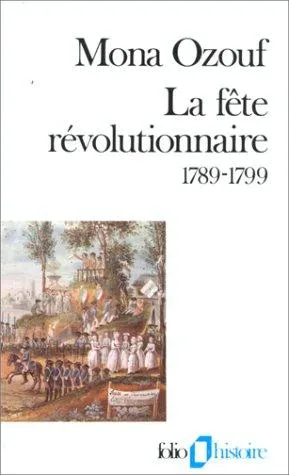 Mona Ozouf
La fête
révolutionnaire
1789-1799
folio histoire